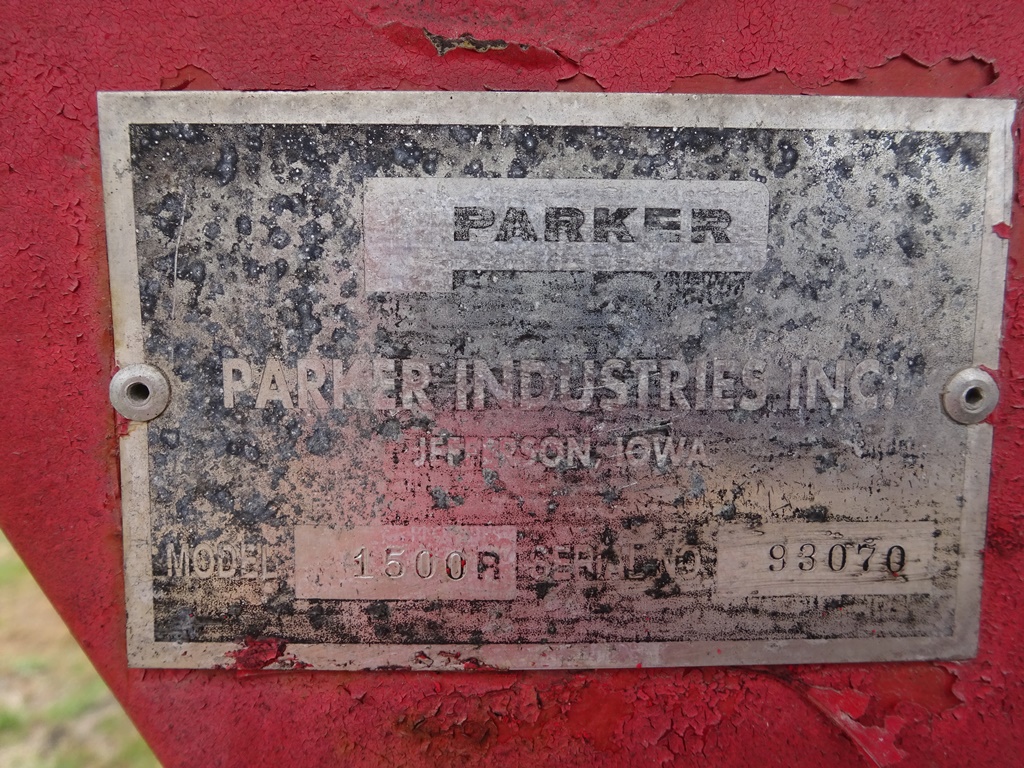 PARKER
PARKER INDUSTRIES INC.
JEFFERSON, IOWA
MODEL 1500R SERIAL NO. 93070